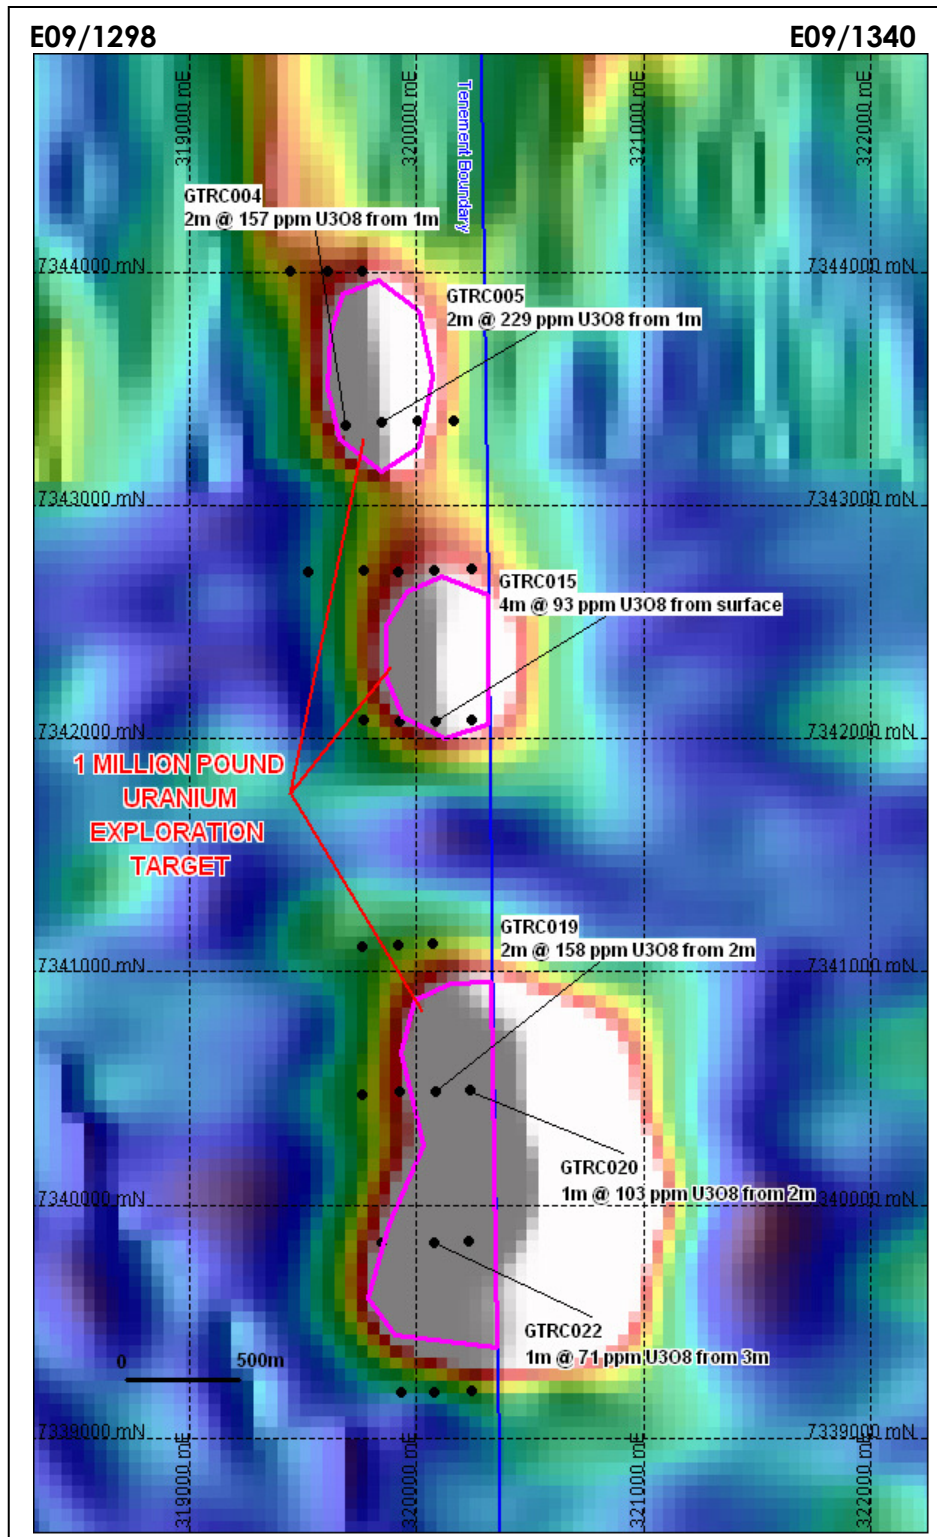 E09/1298
E09/1340
319000 mE
320000 mE
321000 mE
322000 mE
Tenement Boundary
GTRC004
2m @ 157 ppm U3O8 from 1m
7344000 mN
7344000 mN
GTRC005
2m @ 229 ppm U3O8 from 1m
7343000 mN
7343000 mN
GTRC015
4m @ 93 ppm U3O8 from surface
7342000 mN
7342000 mN
1 MILLION POUND
URANIUM
EXPLORATION
TARGET
GTRC019
2m @ 158 ppm U3O8 from 2m
7341000 mN
7341000 mN
GTRC020
1m @ 103 ppm U3O8 from 2m
7340000 mN
340000 mN
GTRC022
1m @ 71 ppm U3O8 from 3m
0 500m
7339000 mN
7339000 mN
319000 mE
320000 mE
321000 mE
322000 mE